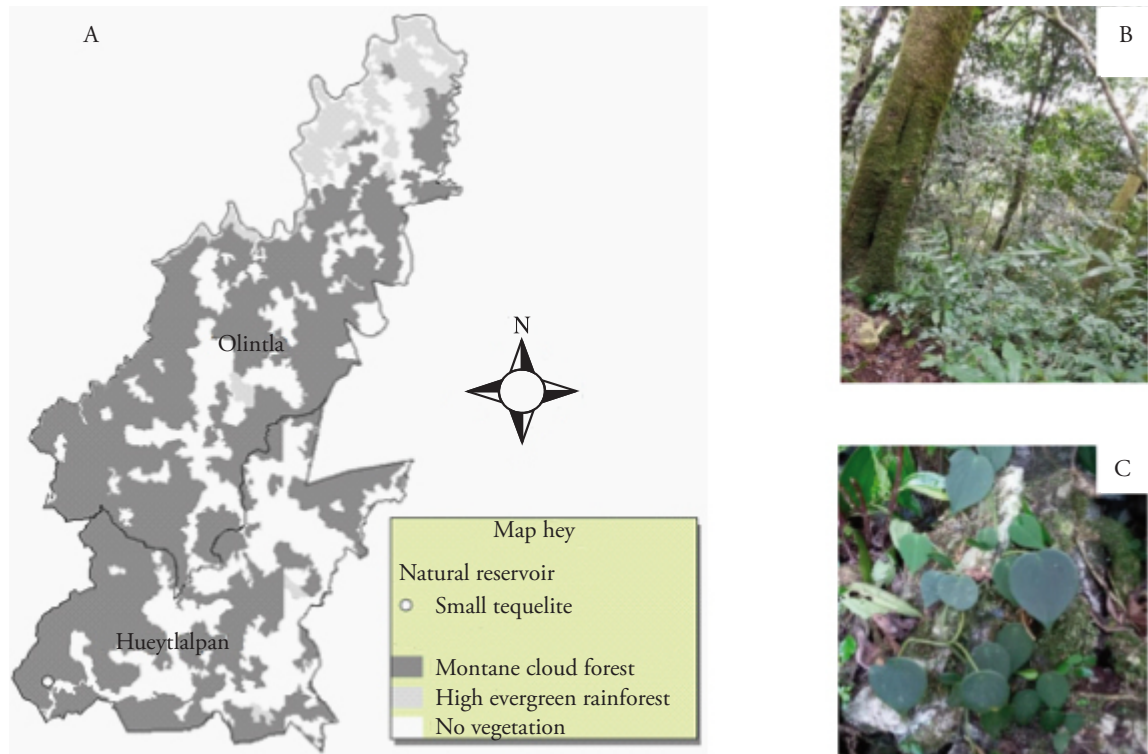 A
B
N
Olintla
C
Map hey
Natural reservoir
Small tequelite
Hueytlalpan
Montane cloud forest
High evergreen rainforest
No vegetation